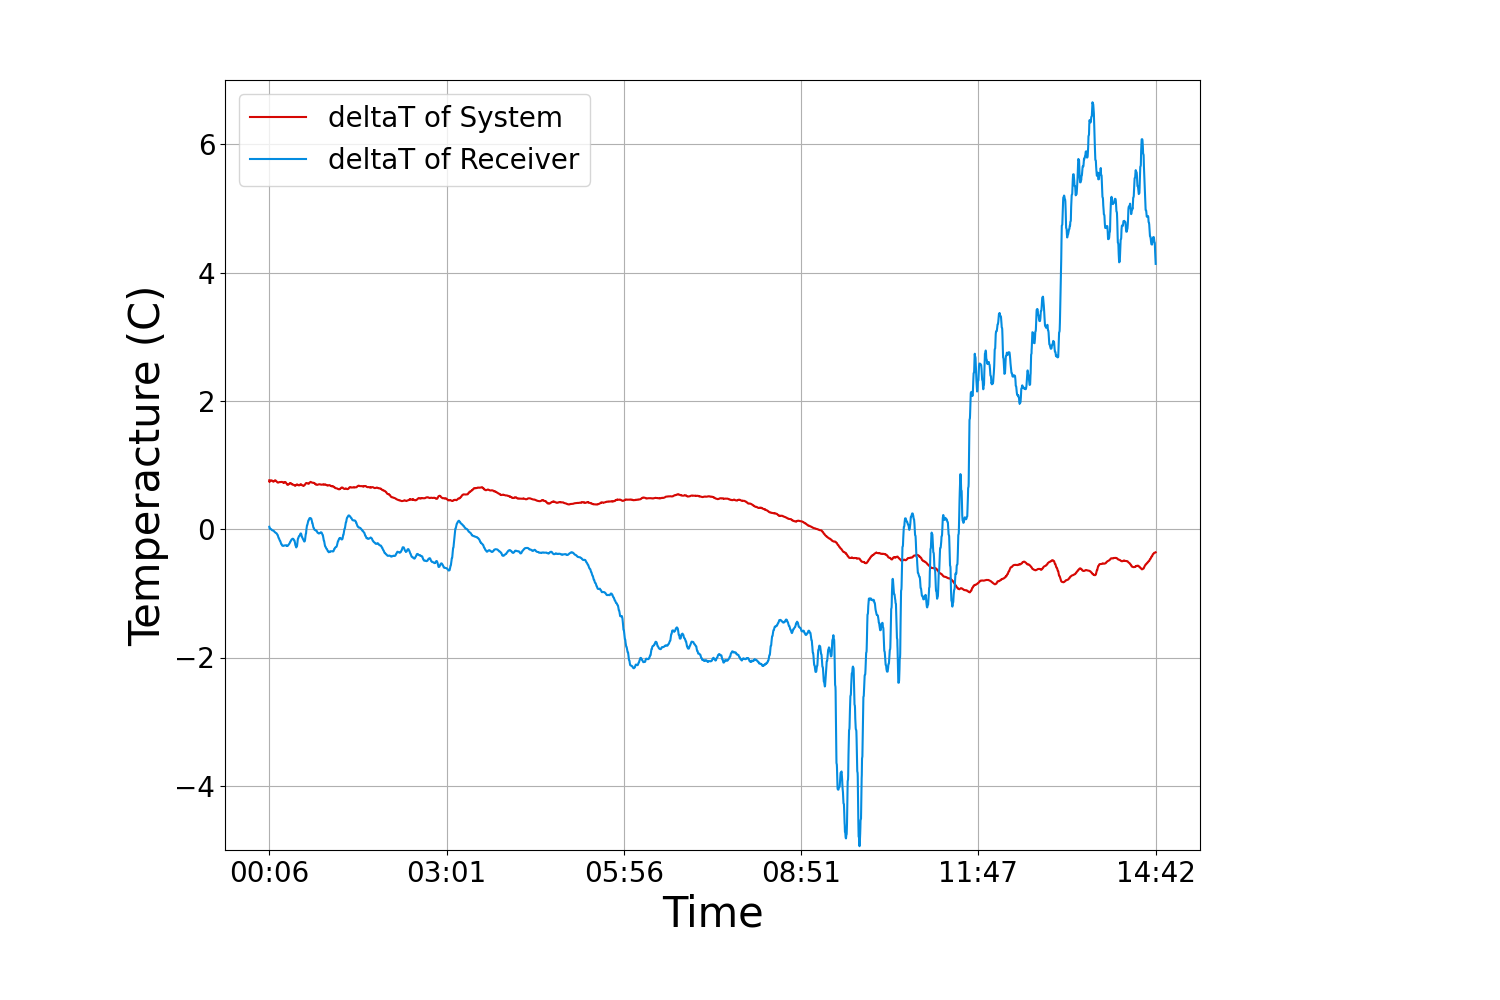 deltaT of System
deltaT of Receiver
6
4
2
0
−2
−4
Temperacture (C)
00:06 03:01 05:56 08:51 11:47 14:42
Time